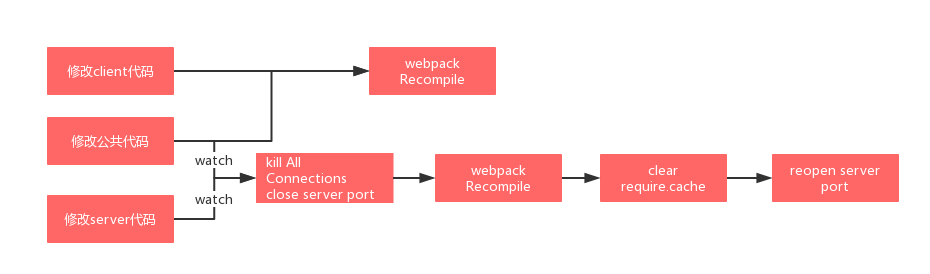 修改client代码
webpack
Recompile
修改公共代码
watch
kill All
Connections
close server port
webpack
Recompile
clear
require.cache
reopen server
port
watch
修改server代码